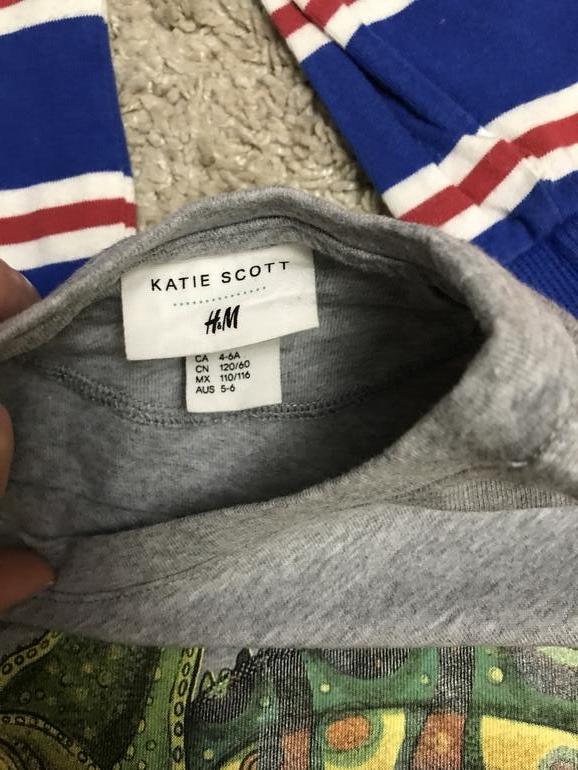 KATIE SCOTT
H&M
CA 4-6A
CN 120/60
MX 110/116
AUS 5-6